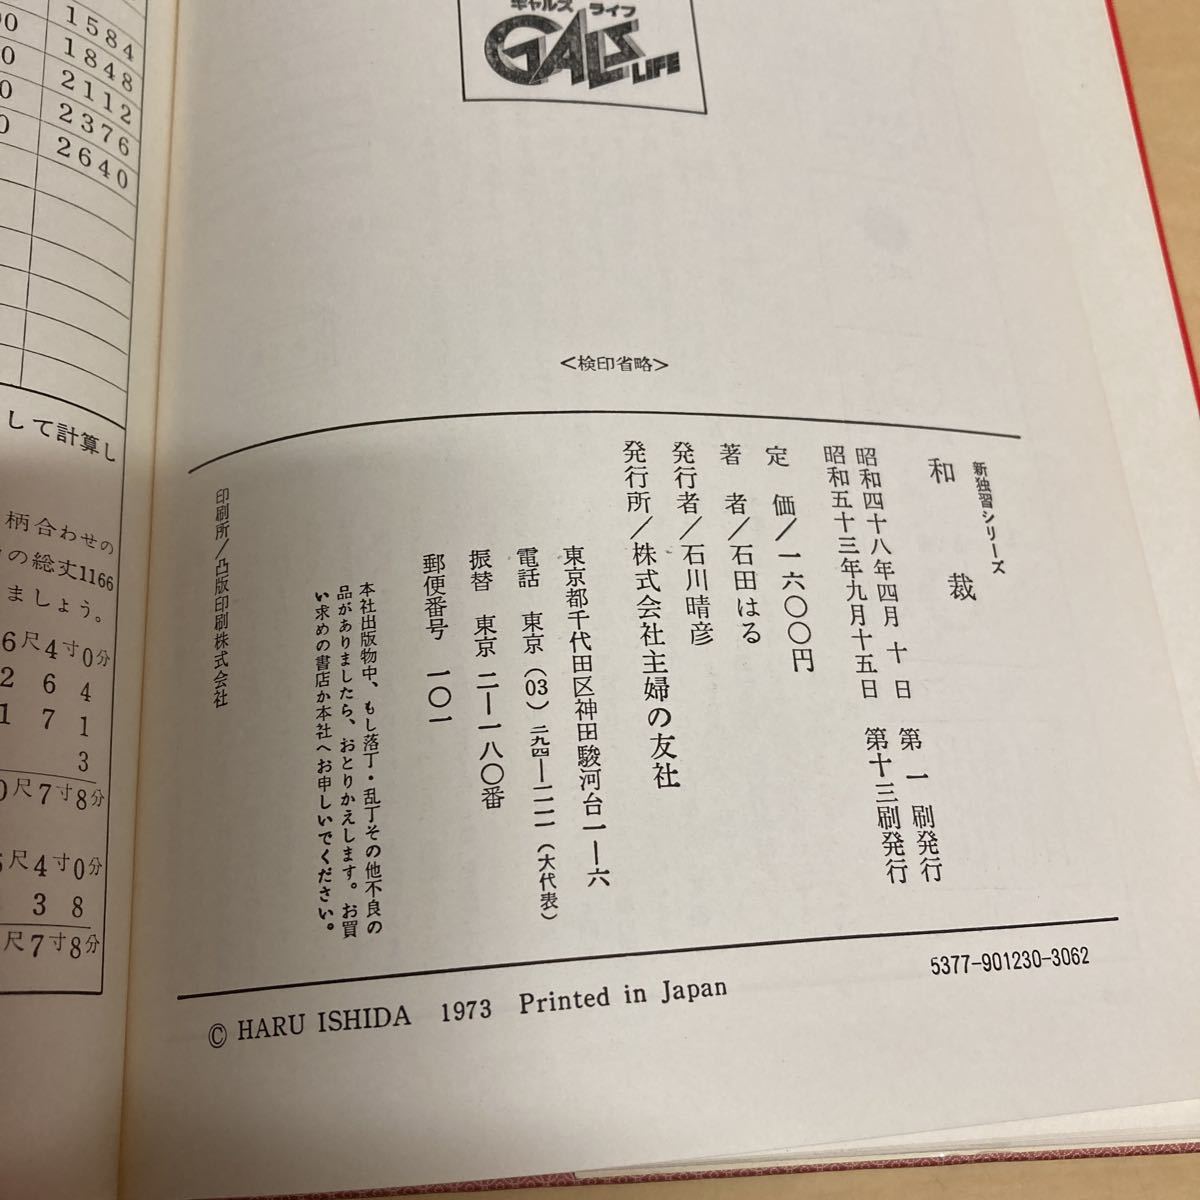 ギャルズ ライフ
GALS LIFE
<検印省略>
新独習シリーズ
和裁
昭和四十八年四月 十 日 第 一 刷発行
昭和五十三年九月十五日 第十三刷発行
定 価/一六〇〇円
著 者/石田はる
発行者/石川晴彦
発行所/株式会社主婦の友社
東京都千代田区神田駿河台一—六
電話 東京(03)二九四—一一一一(大代表)
振替 東京 二—一八〇番
郵便番号 一〇一
本社出版物中、もし落丁・乱丁その他不良の
品がありましたら、おとりかえします。お買
い求めの書店か本社へお申しいでください。
印刷所/凸版印刷株式会社
5377-901230-3062
© HARU ISHIDA 1973 Printed in Japan
1584
1848
2112
2376
2640
して計算し
柄合わせの
の総丈1166
ましょう。
6尺4寸0分
2 6 4
1 7 1
3
0尺7寸8分
5尺4寸0分
3 8
尺7寸8分